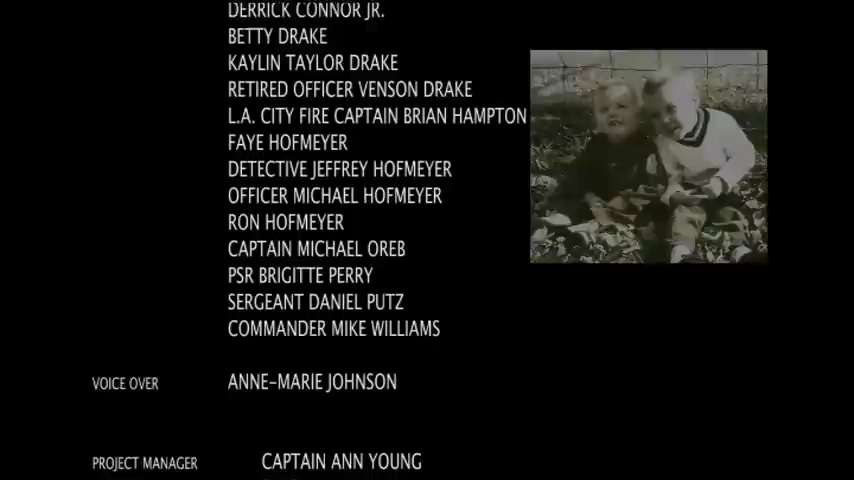 DERRICK CONNOR JR.
BETTY DRAKE
KAYLIN TAYLOR DRAKE
RETIRED OFFICER VENSON DRAKE
L.A. CITY FIRE CAPTAIN BRIAN HAMPTON
FAYE HOFMEYER
DETECTIVE JEFFREY HOFMEYER
OFFICER MICHAEL HOFMEYER
RON HOFMEYER
CAPTAIN MICHAEL OREB
PSR BRIGITTE PERRY
SERGEANT DANIEL PUTZ
COMMANDER MIKE WILLIAMS
VOICE OVER ANNE-MARIE JOHNSON
PROJECT MANAGER CAPTAIN ANN YOUNG